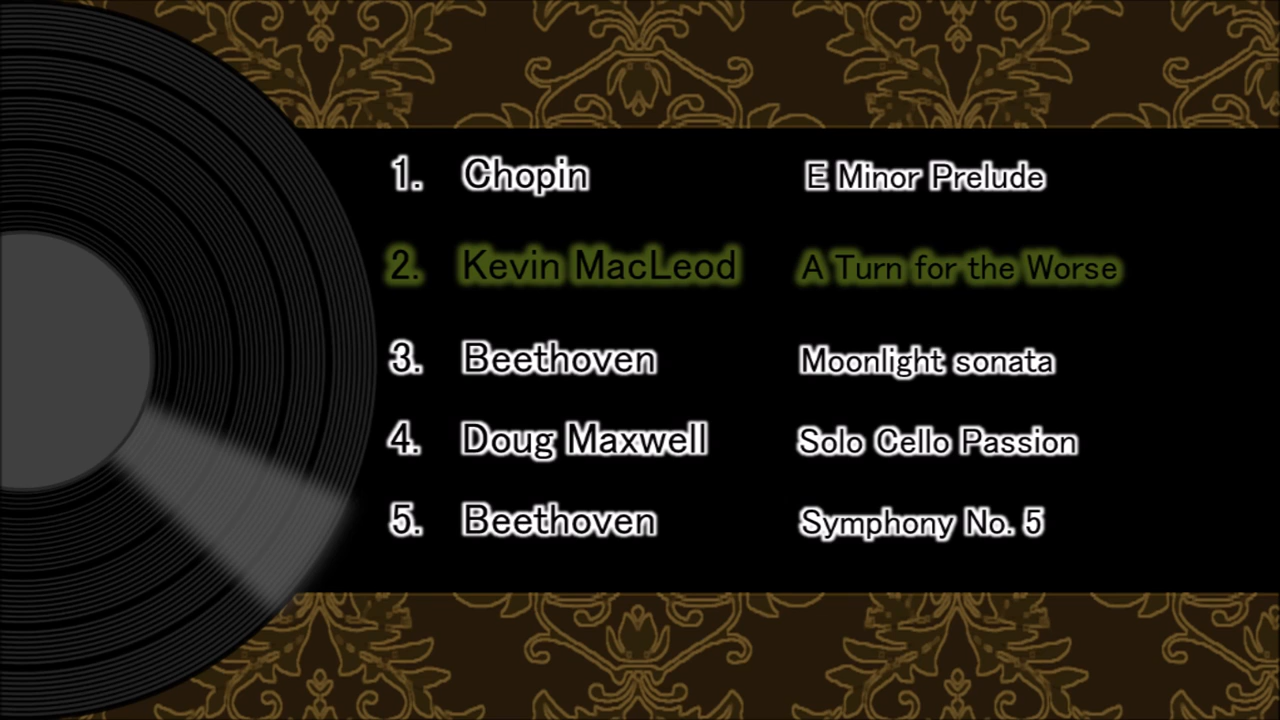 1. Chopin E Minor Prelude
2. Kevin MacLeod A Turn for the Worse
3. Beethoven Moonlight sonata
4. Doug Maxwell Solo Cello Passion
5. Beethoven Symphony No. 5